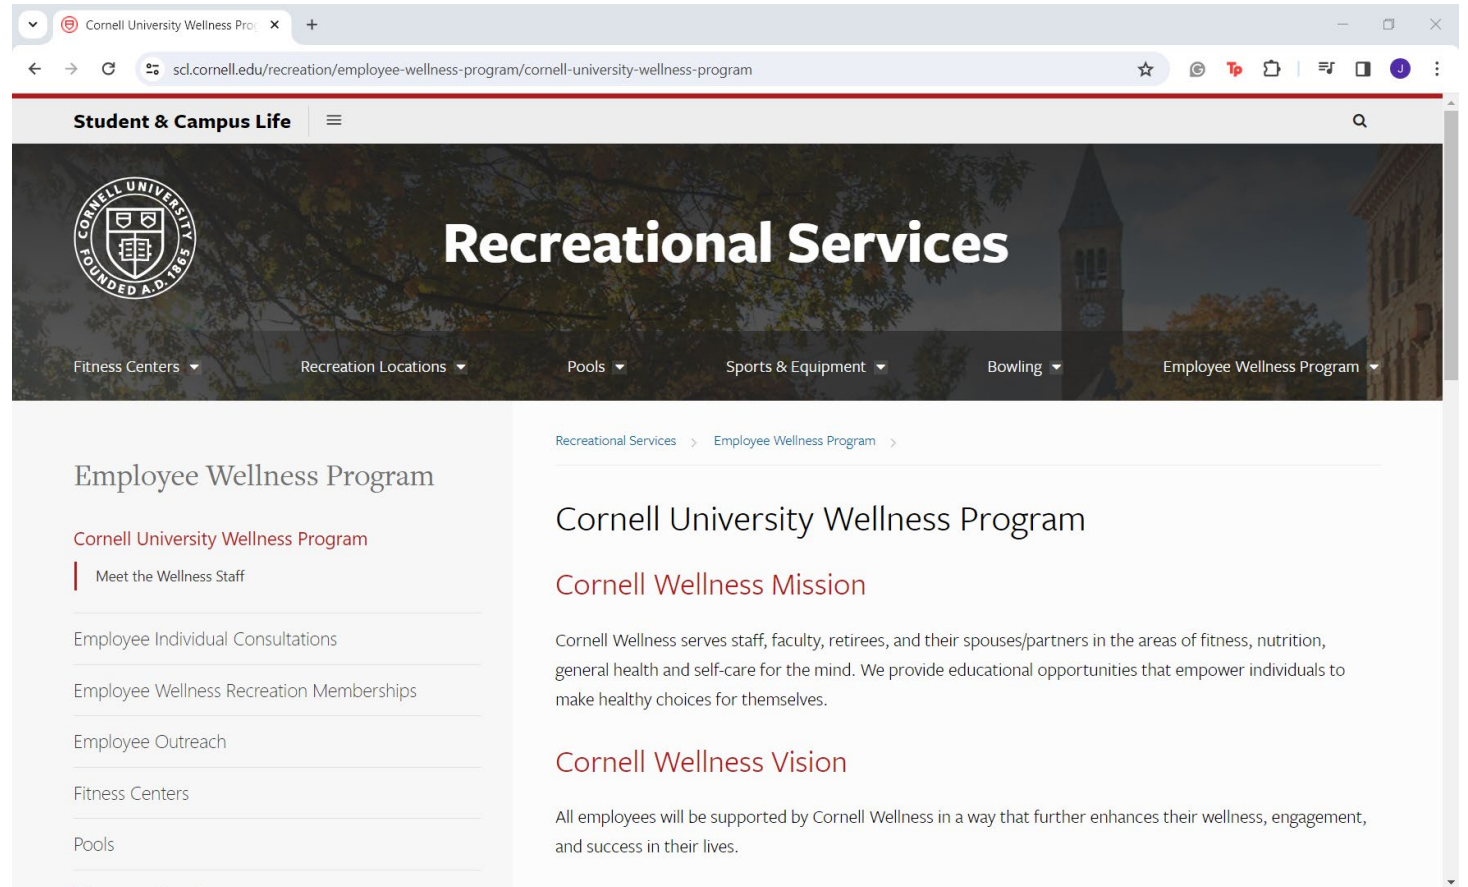 Cornell University Wellness Pro
scl.cornell.edu/recreation/employee-wellness-program/cornell-university-wellness-program
Tp
J
Student & Campus Life
CORNELL UNIVERSITY
FOUNDED A.D. 1865
Recreational Services
Fitness Centers
Recreation Locations
Pools
Sports & Equipment
Bowling
Employee Wellness Program
Employee Wellness Program
Cornell University Wellness Program
Meet the Wellness Staff
Employee Individual Consultations
Employee Wellness Recreation Memberships
Employee Outreach
Fitness Centers
Pools
Recreational Services > Employee Wellness Program >
Cornell University Wellness Program
Cornell Wellness Mission
Cornell Wellness serves staff, faculty, retirees, and their spouses/partners in the areas of fitness, nutrition,
general health and self-care for the mind. We provide educational opportunities that empower individuals to
make healthy choices for themselves.
Cornell Wellness Vision
All employees will be supported by Cornell Wellness in a way that further enhances their wellness, engagement,
and success in their lives.